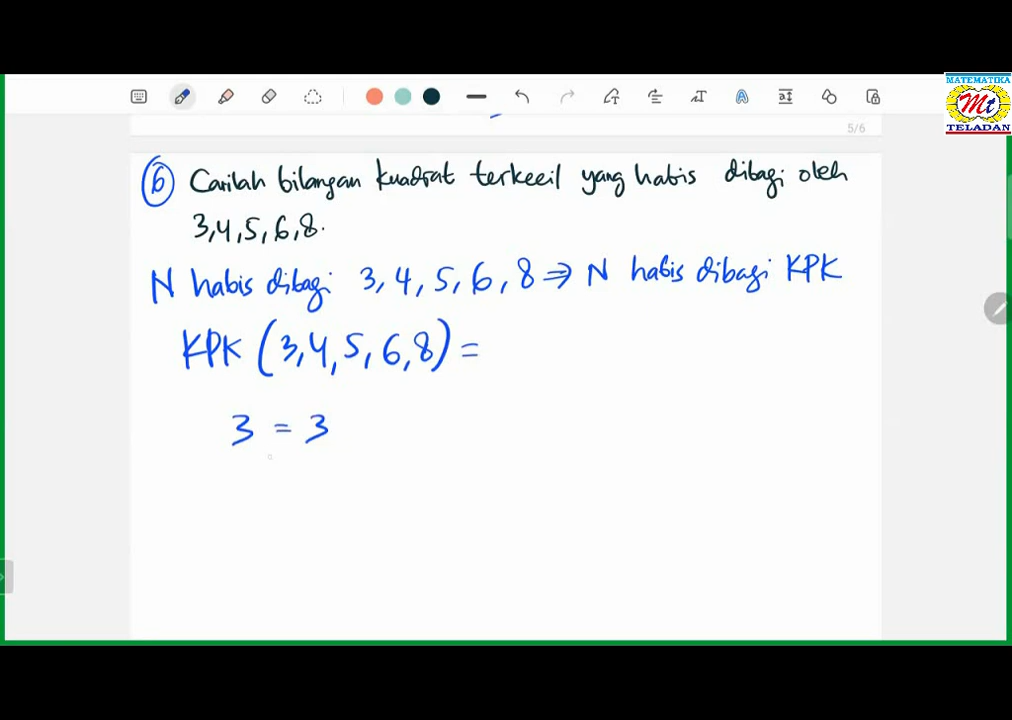 MATEMATIKA
Mt
TELADAN
5/6
6 Carilah bilangan kuadrat terkecil yang habis dibagi oleh
3,4,5,6,8.
N habis dibagi 3, 4, 5, 6, 8 ⇒ N habis dibagi KPK
KPK (3,4,5,6,8) =
3 = 3